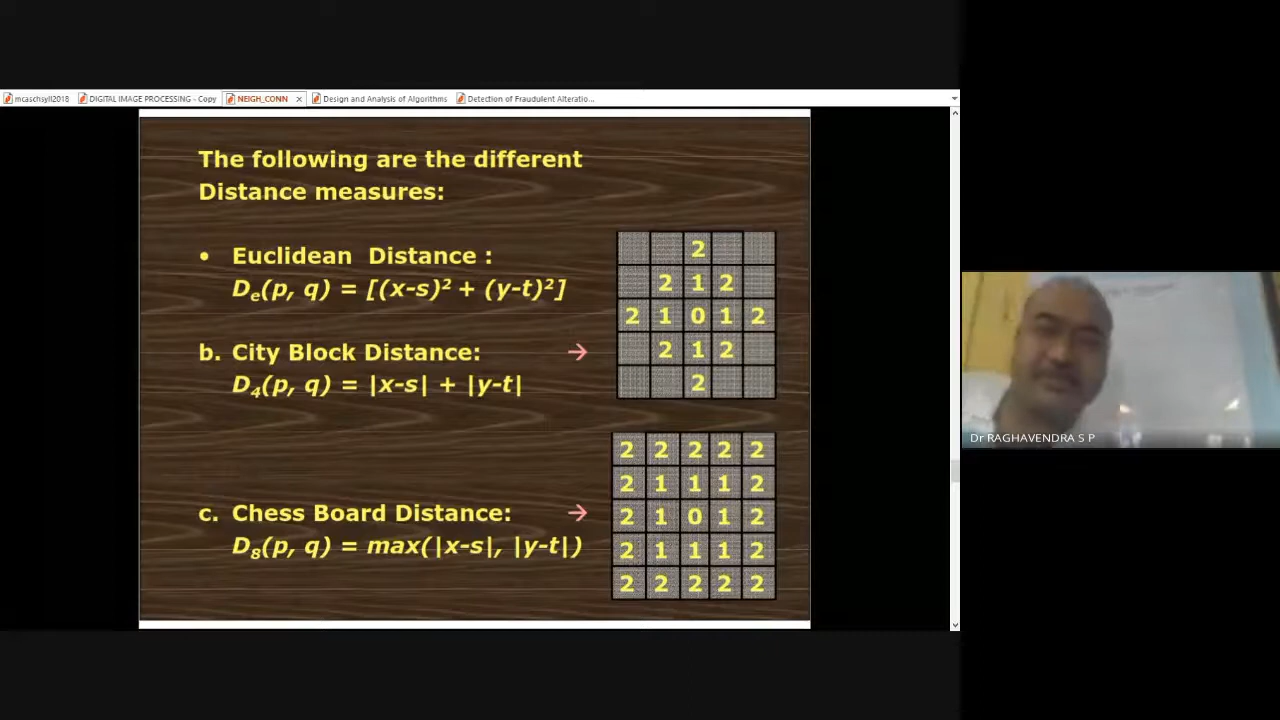 mcaschsyll2018 DIGITAL IMAGE PROCESSING - Copy NEIGH_CONN × Design and Analysis of Algorithms Detection of Fraudulent Alteratio...
The following are the different
Distance measures:
• Euclidean Distance :
Dₑ(p, q) = [(x-s)² + (y-t)²]
2
2 1 2
2 1 0 1 2
2 1 2
2
b. City Block Distance: →
D₄(p, q) = |x-s| + |y-t|
2 2 2 2 2
2 1 1 1 2
2 1 0 1 2
2 1 1 1 2
2 2 2 2 2
c. Chess Board Distance: →
D₈(p, q) = max(|x-s|, |y-t|)
Dr RAGHAVENDRA S P